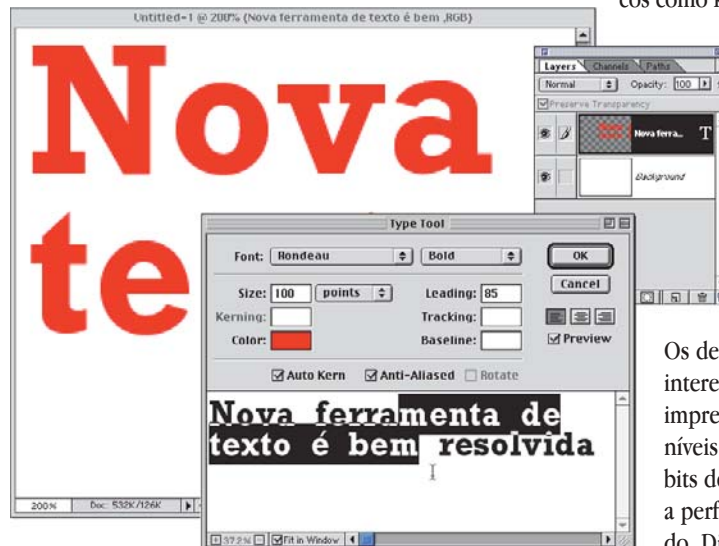 cos como
Untitled-1 @ 200% (Nova ferramenta de texto é bem ,RGB)
Nova
te
200% Doc: 532K/126K
Layers Channels Paths
Normal Opacity: 100
Preserve Transparency
Nova ferra... T
Background
Type Tool
Font: Rondeau Bold OK
Size: 100 points Leading: 85 Cancel
Kerning: Tracking:
Color: Baseline: Preview
Auto Kern Anti-Aliased Rotate
Nova ferramenta de
texto é bem resolvida
37.2% Fit in Window
Os de
intere
impre
níveis
bits de
a perf
do. D